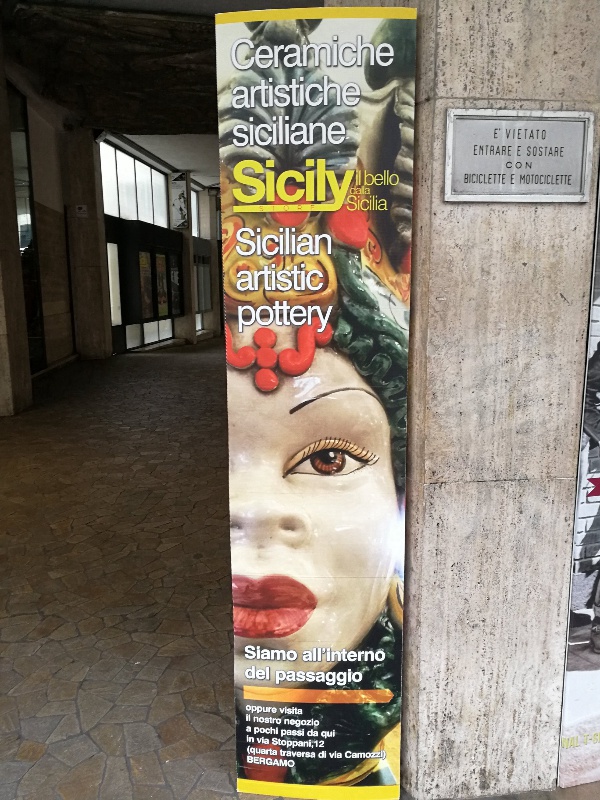 Ceramiche
artistiche
siciliane
Sicily
STORE
il bello
dalla
Sicilia
Sicilian
artistic
pottery
Siamo all'interno
del passaggio
oppure visita
il nostro negozio
a pochi passi da qui
in via Stoppani,12
(quarta traversa di via Camozzi)
BERGAMO
E' VIETATO
ENTRARE E SOSTARE
CON
BICICLETTE E MOTOCICLETTE